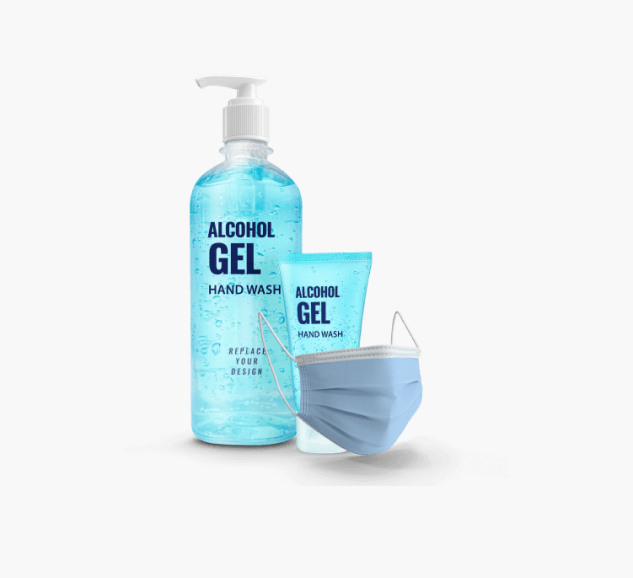 ALCOHOL
GEL
HAND WASH
REPLACE
YOUR
DESIGN
ALCOHOL
GEL
HAND WASH